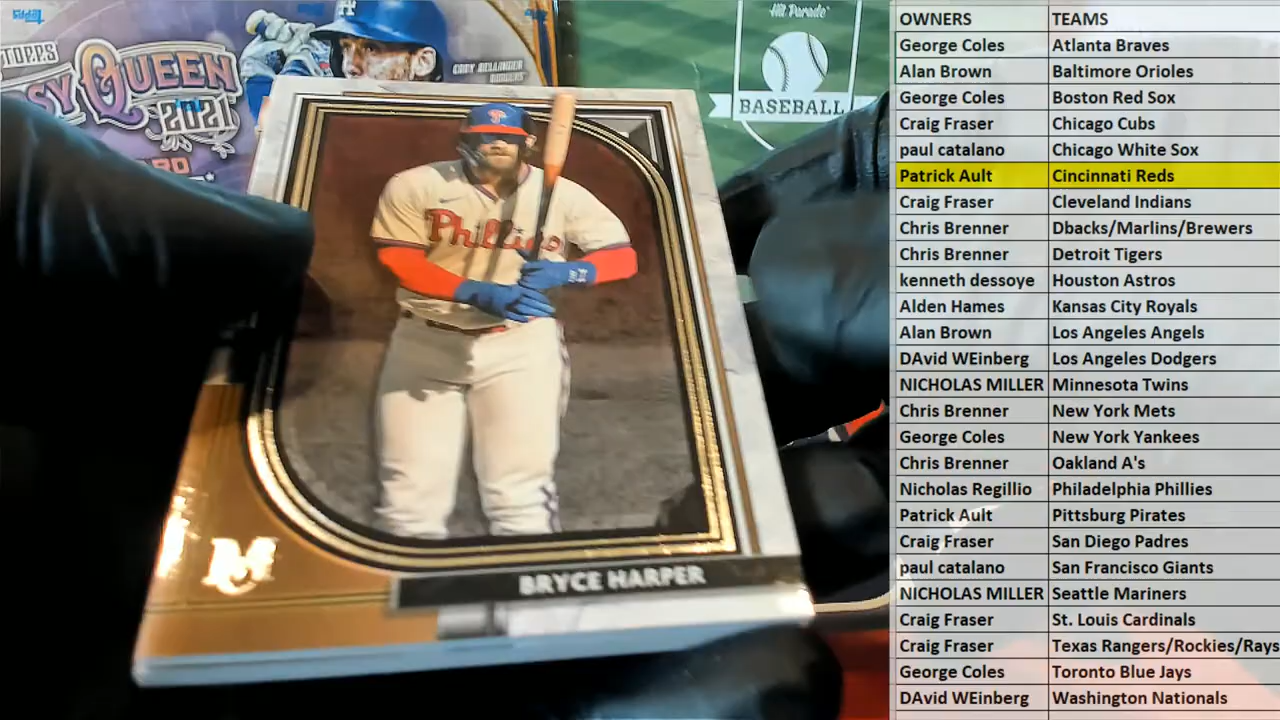 Topps
TOPPS
SY QUEEN
2021
RO
CODY BELLINGER
DODGERS
Hit Parade
BASEBALL
Phillies
M
BRYCE HARPER
OWNERS TEAMS
George Coles Atlanta Braves
Alan Brown Baltimore Orioles
George Coles Boston Red Sox
Craig Fraser Chicago Cubs
paul catalano Chicago White Sox
Patrick Ault Cincinnati Reds
Craig Fraser Cleveland Indians
Chris Brenner Dbacks/Marlins/Brewers
Chris Brenner Detroit Tigers
kenneth dessoye Houston Astros
Alden Hames Kansas City Royals
Alan Brown Los Angeles Angels
DAvid WEinberg Los Angeles Dodgers
NICHOLAS MILLER Minnesota Twins
Chris Brenner New York Mets
George Coles New York Yankees
Chris Brenner Oakland A's
Nicholas Regillio Philadelphia Phillies
Patrick Ault Pittsburg Pirates
Craig Fraser San Diego Padres
paul catalano San Francisco Giants
NICHOLAS MILLER Seattle Mariners
Craig Fraser St. Louis Cardinals
Craig Fraser Texas Rangers/Rockies/Rays
George Coles Toronto Blue Jays
DAvid WEinberg Washington Nationals